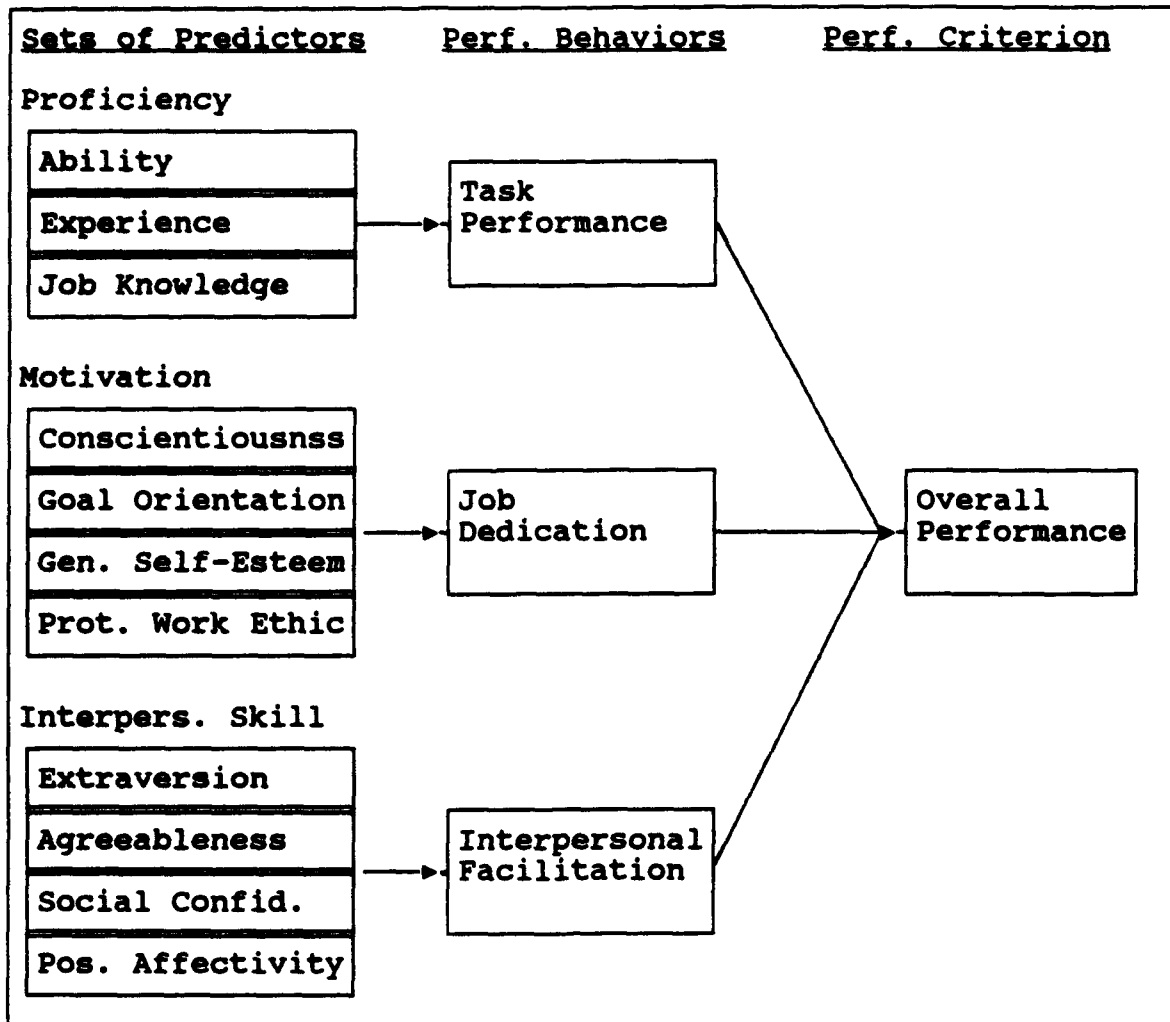 Sets of Predictors Perf. Behaviors Perf. Criterion
Proficiency
Ability
Experience
Job Knowledge
Task
Performance
Motivation
Conscientiousnss
Goal Orientation
Gen. Self-Esteem
Prot. Work Ethic
Job
Dedication
Overall
Performance
Interpers. Skill
Extraversion
Agreeableness
Social Confid.
Pos. Affectivity
Interpersonal
Facilitation